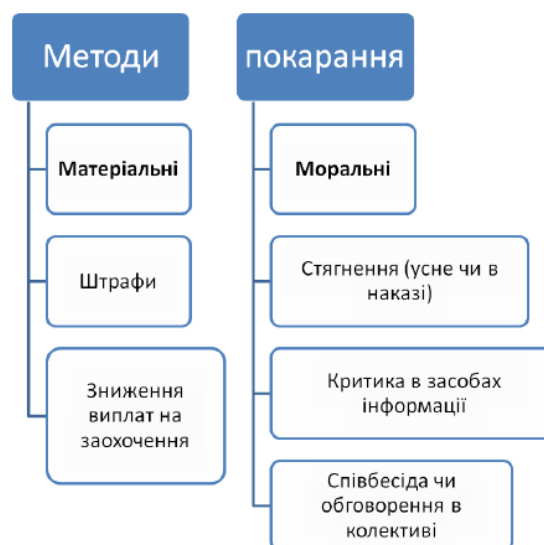 Методи
покарання
Матеріальні
Штрафи
Зниження
виплат на
заохочення
Моральні
Стягнення (усне чи в
наказі)
Критика в засобах
інформації
Співбесіда чи
обговорення в
колективі